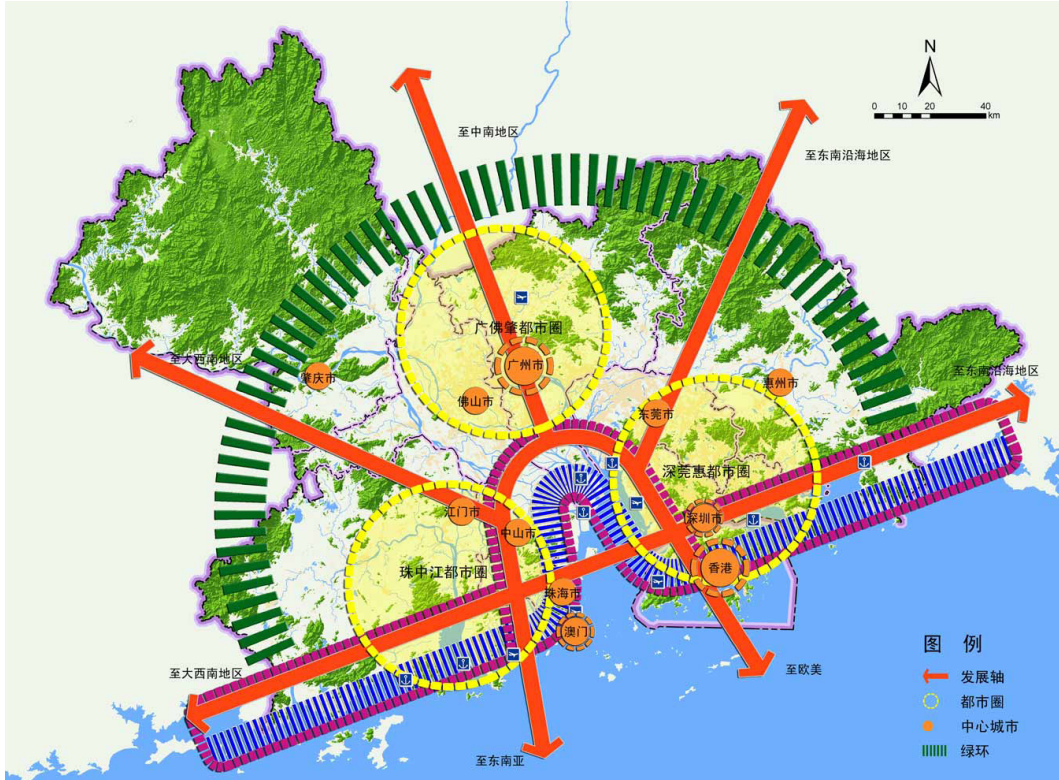 N
0 10 20 40
km
至中南地区
至东南沿海地区
广佛肇都市圈
至大西南地区
广州市
肇庆市
惠州市
至东南沿海地区
佛山市
东莞市
深莞惠都市圈
江门市
深圳市
中山市
珠中江都市圈
香港
珠海市
澳门
至大西南地区
至欧美
至东南亚
图 例
发展轴
都市圈
中心城市
绿环